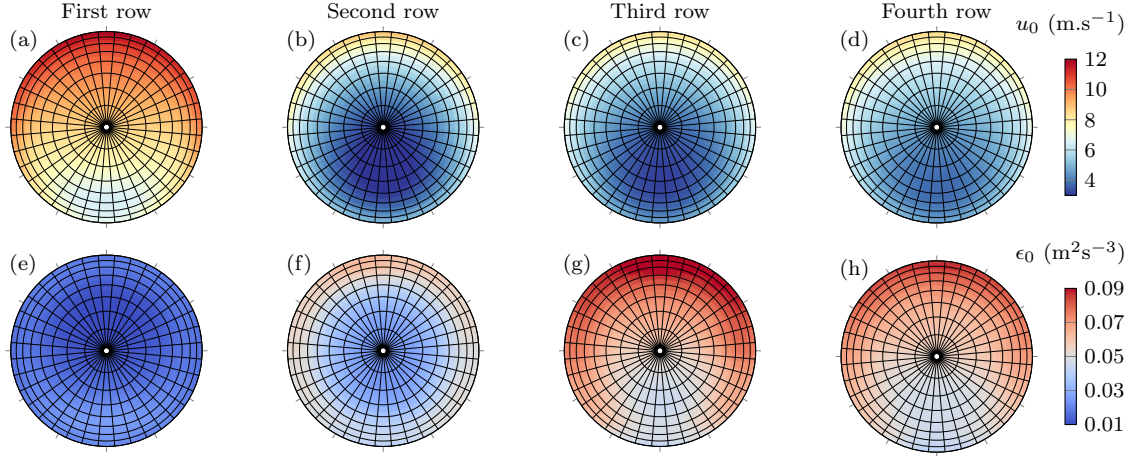 First row
Second row
Third row
Fourth row
u₀ (m.s⁻¹)
(a)
(b)
(c)
(d)
12
10
8
6
4
(e)
(f)
(g)
(h)
ϵ₀ (m²s⁻³)
0.09
0.07
0.05
0.03
0.01